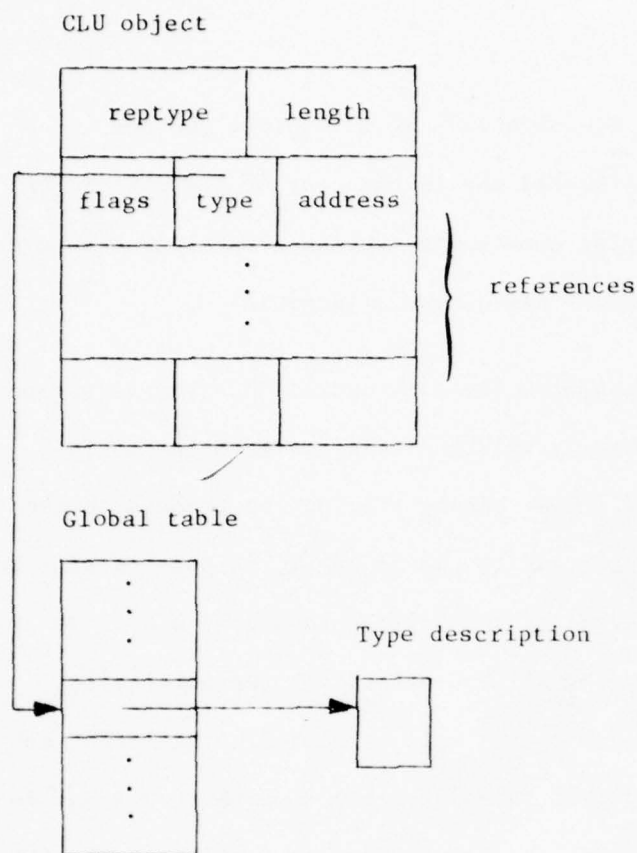 CLU object
reptype length
flags type address
references
Global table
Type description